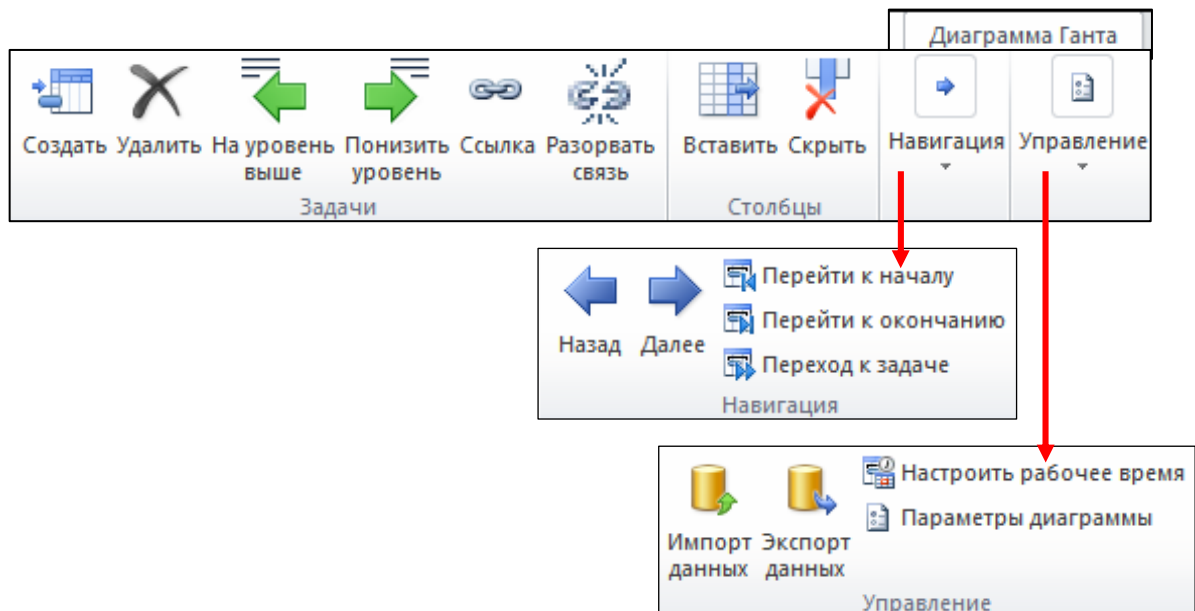 Диаграмма Ганта
Создать Удалить На уровень выше Понизить уровень Ссылка Разорвать связь Вставить Скрыть Навигация Управление
Задачи Столбцы
Назад Далее
Перейти к началу
Перейти к окончанию
Переход к задаче
Навигация
Импорт данных Экспорт данных
Настроить рабочее время
Параметры диаграммы
Управление